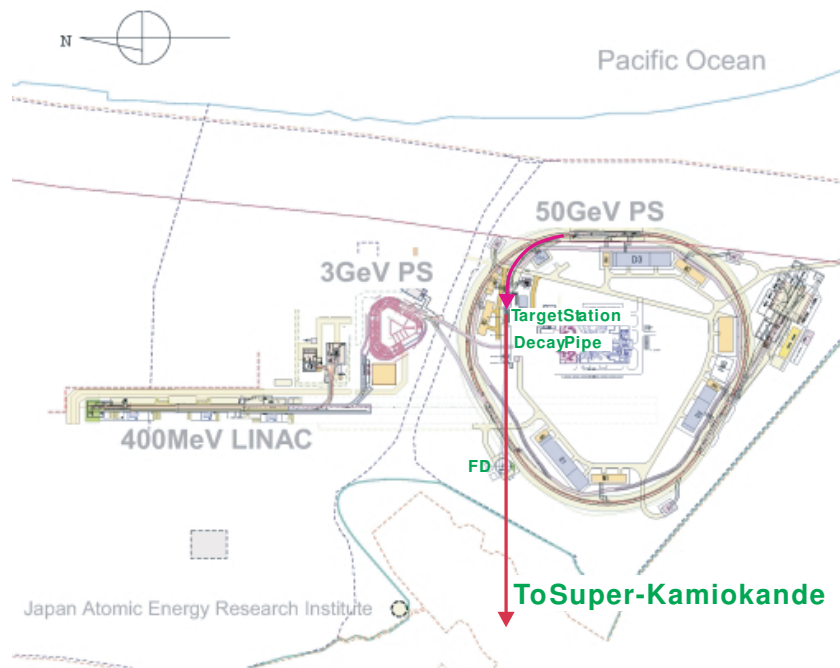 N
Pacific Ocean
50GeV PS
3GeV PS
D3
TargetStation
DecayPipe
400MeV LINAC
FD
ToSuper-Kamiokande
Japan Atomic Energy Research Institute